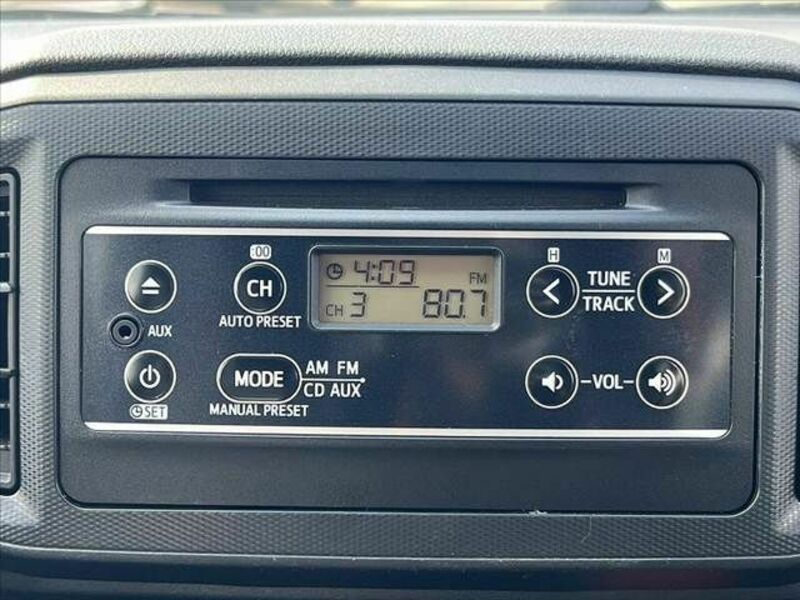 :00
CH
AUTO PRESET
AUX
SET
MODE
AM FM
CD AUX
MANUAL PRESET
4:09
FM
CH 3 80.7
H
M
TUNE
TRACK
VOL